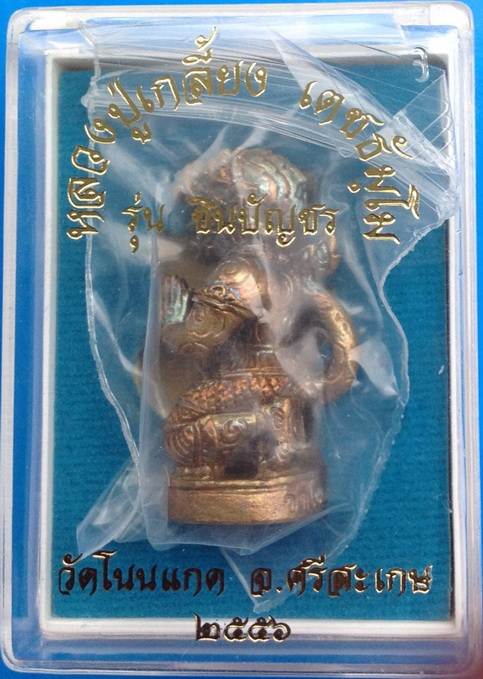 หลวงปู่เกลี้ยง เตชธัมฺโม
รุ่น ชินบัญชร
วัดโนนแกด จ.ศรีสะเกษ
๒๕๕๖